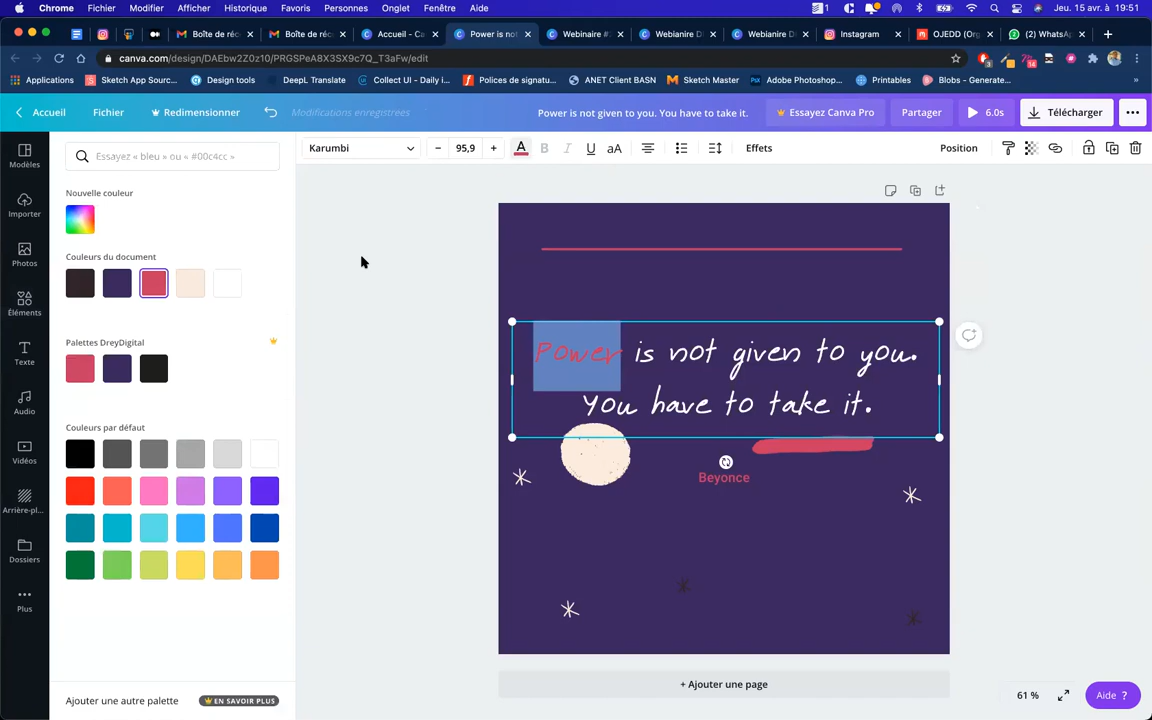 Chrome Fichier Modifier Afficher Historique Favoris Personnes Onglet Fenêtre Aide 1 Jeu. 15 avr. à 19:51
Boîte de réc Boîte de réc Accueil - Ca Power is not Webinaire # Webianire D Webianire D Instagram OJEDD (Org (2) WhatsAp
canva.com/design/DAEbw2Z0z10/PRGSPeA8X3SX9c7Q_T3aFw/edit
Applications Sketch App Sourc... Design tools DeepL Translate Collect UI - Daily i... Polices de signatu... ANET Client BASN Sketch Master Adobe Photoshop... Printables Blobs - Generate...
Accueil Fichier Redimensionner Modifications enregistrées Power is not given to you. You have to take it. Essayez Canva Pro Partager 6.0s Télécharger
Modèles
Importer
Photos
Éléments
Texte
Audio
Vidéos
Arrière-pl...
Dossiers
Plus
Essayez « bleu » ou « #00c4cc »
Nouvelle couleur
Couleurs du document
Palettes DreyDigital
Couleurs par défaut
Ajouter une autre palette EN SAVOIR PLUS
Karumbi 95,9 A B I U aA Effets Position
Power is not given to you.
You have to take it.
Beyonce
+ Ajouter une page
61 % Aide ?